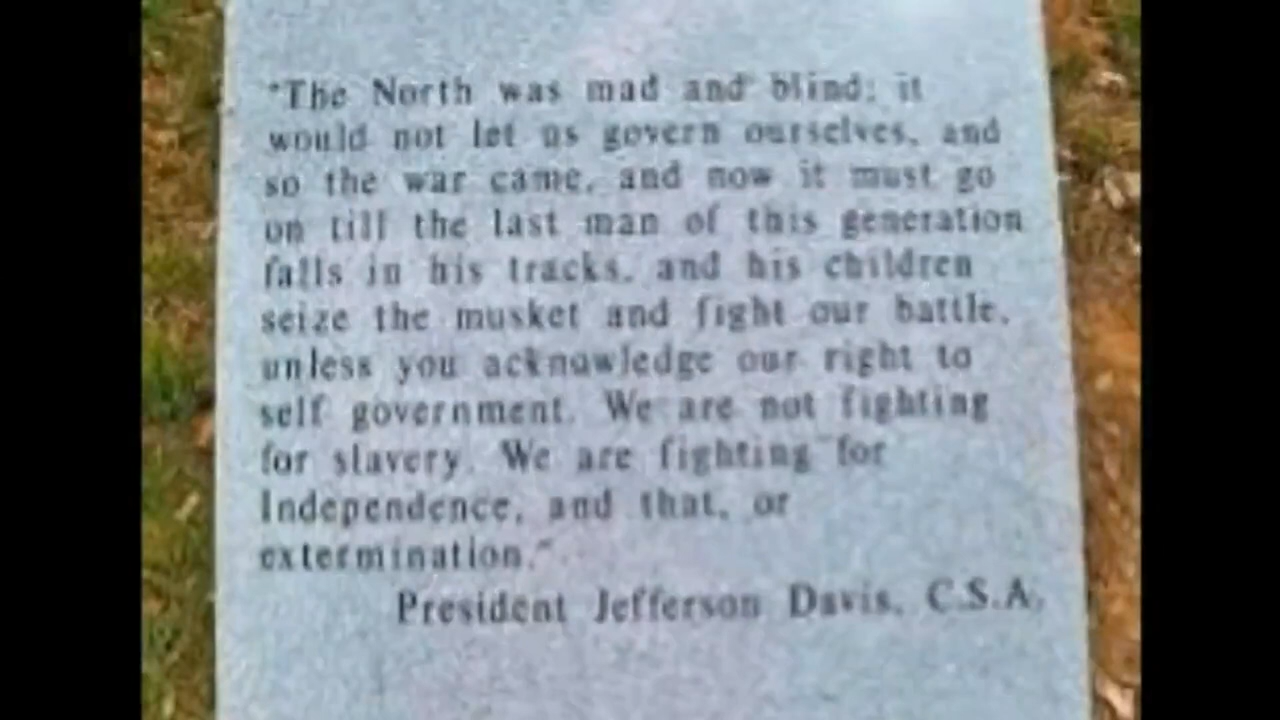 "The North was mad and blind; it
would not let us govern ourselves, and
so the war came, and now it must go
on till the last man of this generation
falls in his tracks, and his children
seize the musket and fight our battle,
unless you acknowledge our right to
self government. We are not fighting
for slavery. We are fighting for
Independence, and that, or
extermination."
President Jefferson Davis, C.S.A.